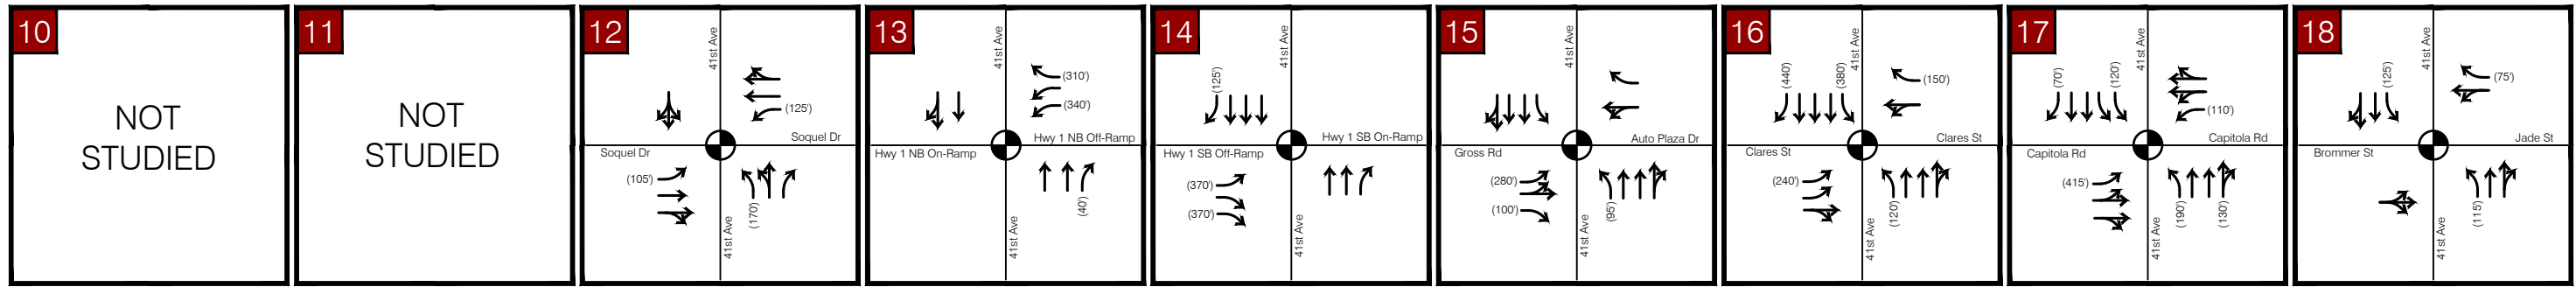 10
NOT
STUDIED
11
NOT
STUDIED
12
41st Ave
(125')
Soquel Dr
Soquel Dr
(105')
(170')
41st Ave
13
41st Ave
(310')
(340')
Hwy 1 NB Off-Ramp
Hwy 1 NB On-Ramp
(40')
41st Ave
14
41st Ave
(125')
Hwy 1 SB On-Ramp
Hwy 1 SB Off-Ramp
(370')
(370')
41st Ave
15
41st Ave
Auto Plaza Dr
Gross Rd
(280')
(100')
(95')
41st Ave
16
41st Ave
(440')
(380')
(150')
Clares St
Clares St
(240')
(120')
41st Ave
17
41st Ave
(70')
(120')
(110')
Capitola Rd
Capitola Rd
(415')
(190')
(130')
41st Ave
18
41st Ave
(125')
(75')
Jade St
Brommer St
(115')
41st Ave